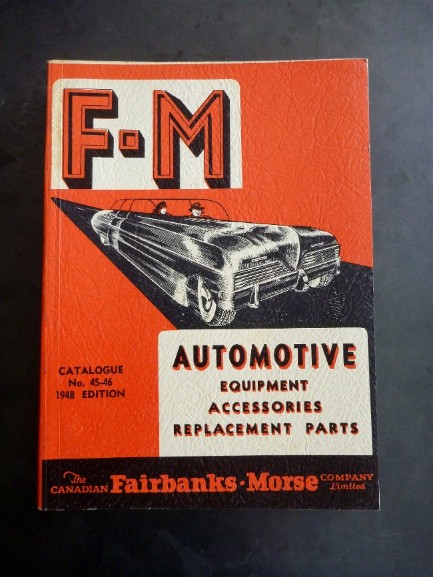 F-M
AUTOMOTIVE
EQUIPMENT
ACCESSORIES
REPLACEMENT PARTS
CATALOGUE
No. 45-46
1948 EDITION
The CANADIAN Fairbanks-Morse COMPANY Limited